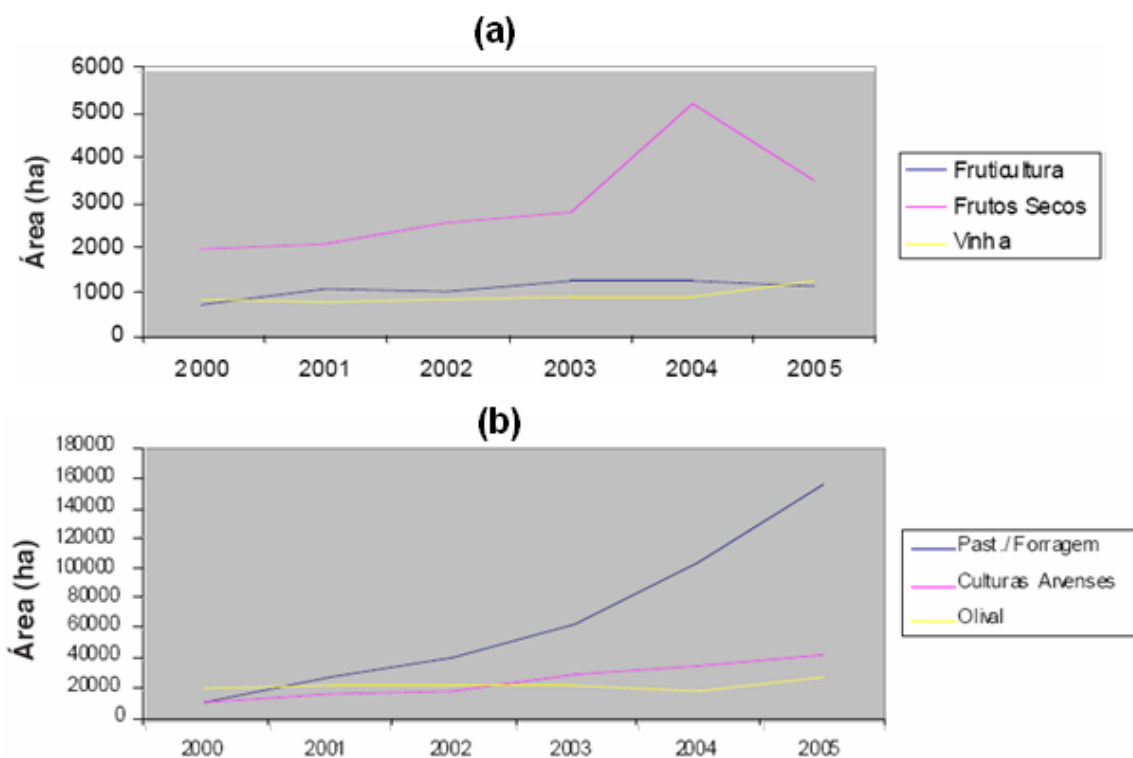 (a)
Área (ha)
6000
5000
4000
3000
2000
1000
0
2000 2001 2002 2003 2004 2005
Fruticultura
Frutos Secos
Vinha
(b)
Área (ha)
180000
160000
140000
120000
100000
80000
60000
40000
20000
0
2000 2001 2002 2003 2004 2005
Past./ Forragem
Culturas Arvenses
Olival